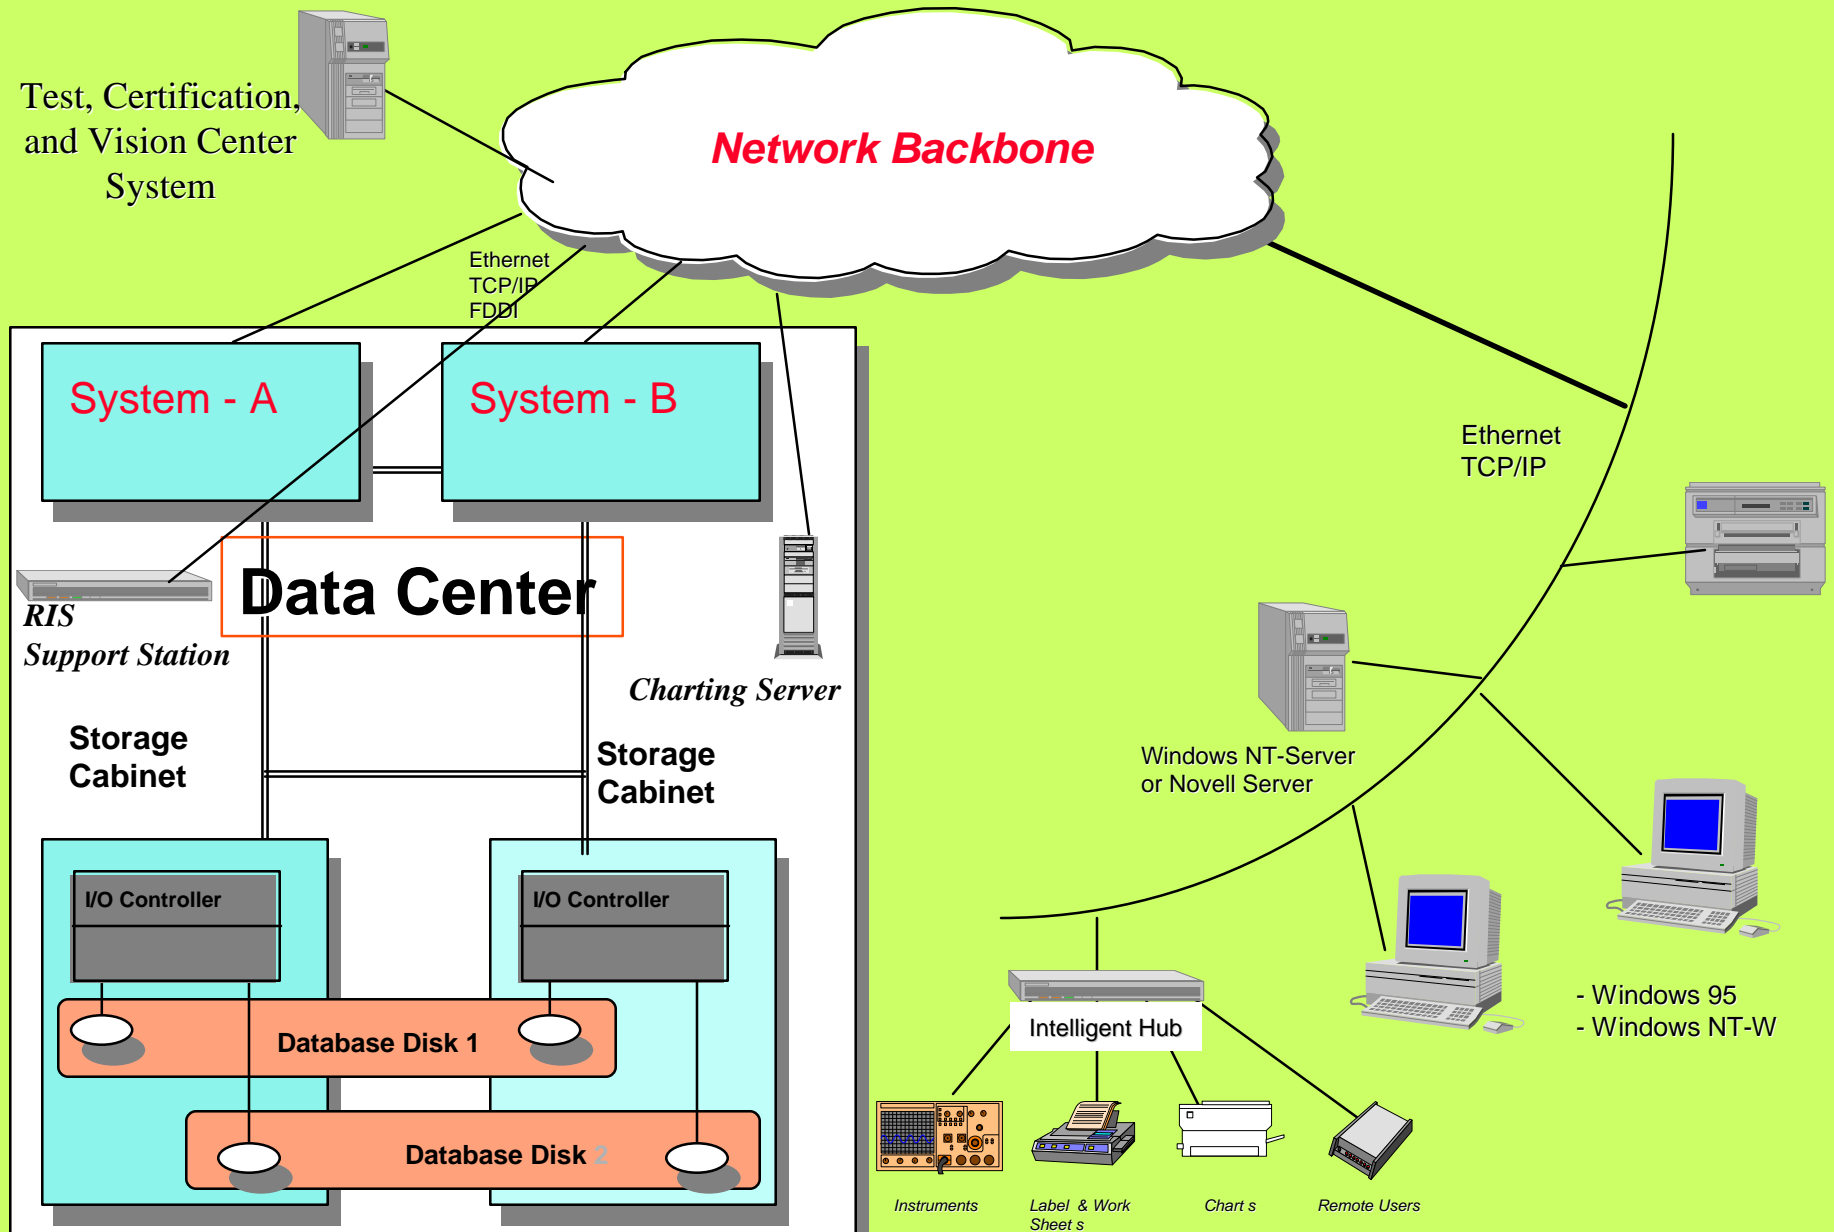 Test, Certification,
and Vision Center
System
Network Backbone
Ethernet
TCP/IP
FDDI
System - A
System - B
Ethernet
TCP/IP
Data Center
RIS
Support Station
Charting Server
Storage
Cabinet
Storage
Cabinet
Windows NT-Server
or Novell Server
I/O Controller
I/O Controller
- Windows 95
- Windows NT-W
Intelligent Hub
Database Disk 1
Database Disk 2
Instruments
Label & Work
Sheet s
Chart s
Remote Users